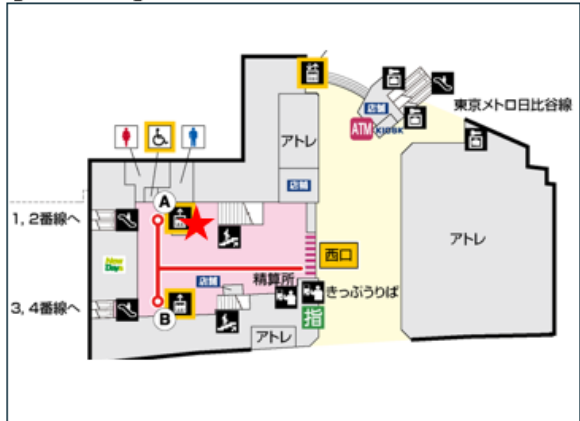 東京メトロ日比谷線
店舗
ATM
KIOSK
アトレ
店舗
A
1, 2番線へ
アトレ
西口
New Days
店舗
精算所
きっぷうりば
3, 4番線へ
B
指
アトレ